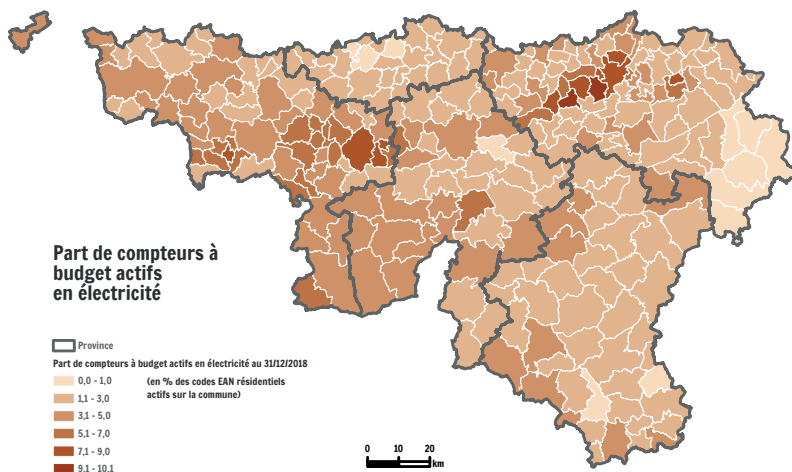 Part de compteurs à
budget actifs
en électricité
Province
Part de compteurs à budget actifs en électricité au 31/12/2018
0,0 - 1,0
(en % des codes EAN résidentiels
1,1 - 3,0
actifs sur la commune)
3,1 - 5,0
5,1 - 7,0
7,1 - 9,0
9,1 - 10,1
0 10 20
km